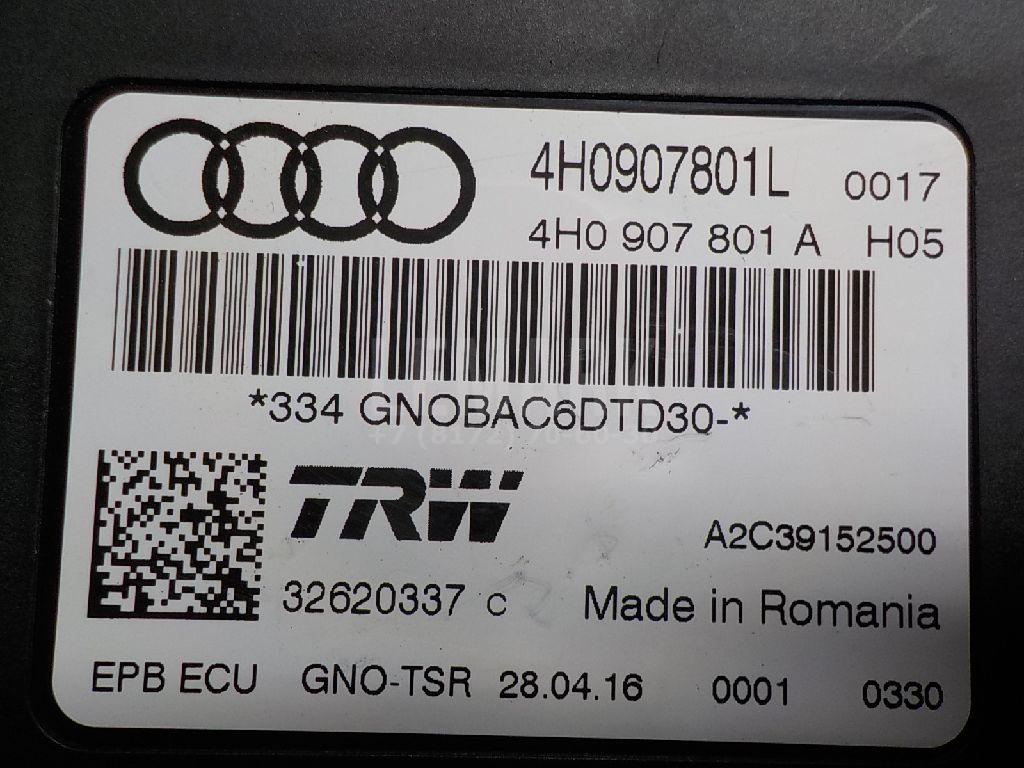 4H0907801L 0017
4H0 907 801 A H05
*334 GNOBAC6DTD30-*
TRW
A2C39152500
32620337 C Made in Romania
EPB ECU GNO-TSR 28.04.16 0001 0330